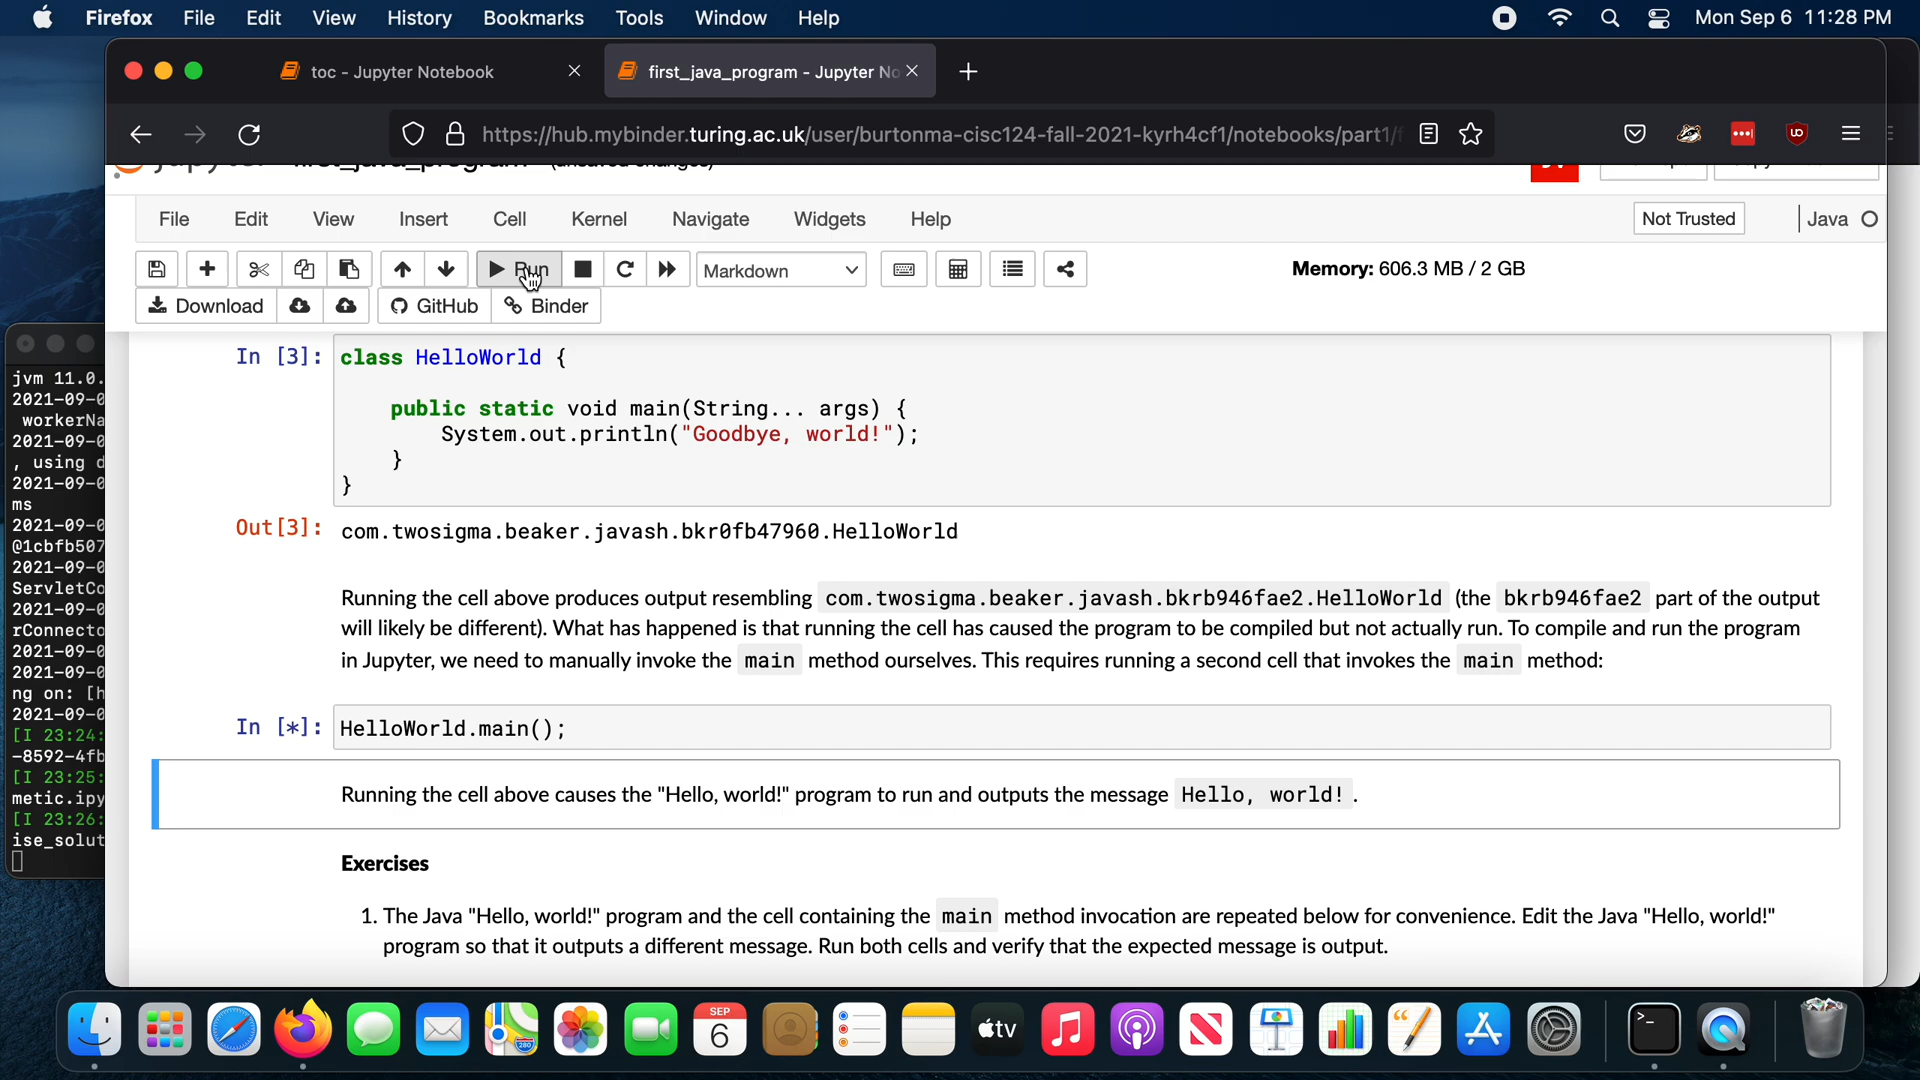 Firefox File Edit View History Bookmarks Tools Window Help Mon Sep 6 11:28 PM
toc - Jupyter Notebook first_java_program - Jupyter No
https://hub.mybinder.turing.ac.uk/user/burtonma-cisc124-fall-2021-kyrh4cf1/notebooks/part1/f
File Edit View Insert Cell Kernel Navigate Widgets Help Not Trusted Java
Run Markdown Memory: 606.3 MB / 2 GB
Download GitHub Binder
In [3]: class HelloWorld {
public static void main(String... args) {
System.out.println("Goodbye, world!");
}
}
Out[3]: com.twosigma.beaker.javash.bkr0fb47960.HelloWorld
Running the cell above produces output resembling com.twosigma.beaker.javash.bkrb946fae2.HelloWorld (the bkrb946fae2 part of the output
will likely be different). What has happened is that running the cell has caused the program to be compiled but not actually run. To compile and run the program
in Jupyter, we need to manually invoke the main method ourselves. This requires running a second cell that invokes the main method:
In [*]: HelloWorld.main();
Running the cell above causes the "Hello, world!" program to run and outputs the message Hello, world! .
Exercises
1. The Java "Hello, world!" program and the cell containing the main method invocation are repeated below for convenience. Edit the Java "Hello, world!"
program so that it outputs a different message. Run both cells and verify that the expected message is output.
jvm 11.0.
2021-09-0
workerNa
2021-09-0
, using d
2021-09-0
ms
2021-09-0
@1cbfb507
2021-09-0
ServletCo
2021-09-0
rConnecto
2021-09-0
2021-09-0
ng on: [h
2021-09-0
[I 23:24:
-8592-4fb
[I 23:25:
metic.ipy
[I 23:26:
ise_solut
SEP
6
tv
280